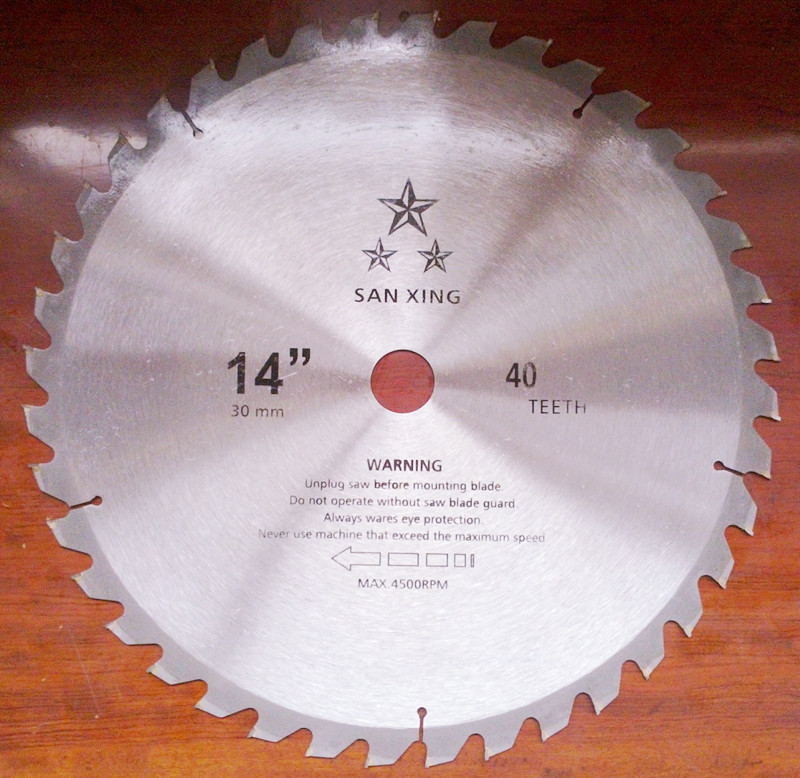 SAN XING
14”
30 mm
40
TEETH
WARNING
Unplug saw before mounting blade.
Do not operate without saw blade guard.
Always wares eye protection.
Never use machine that exceed the maximum speed
MAX.4500RPM